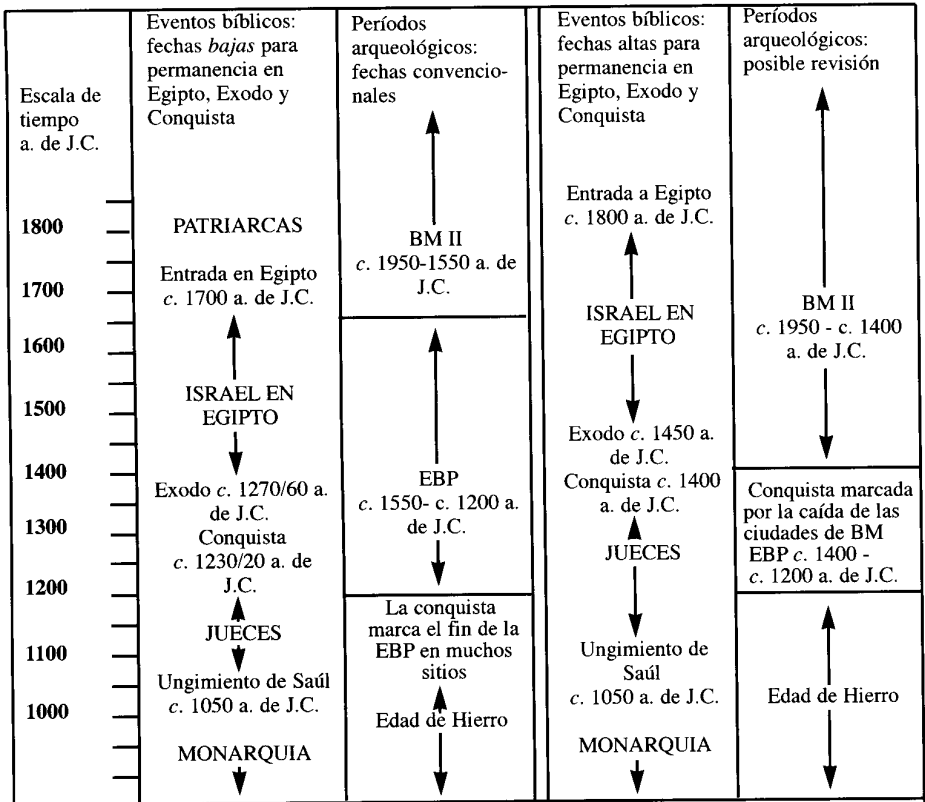 Escala de
tiempo
a. de J.C.
1800
1700
1600
1500
1400
1300
1200
1100
1000
Eventos bíblicos:
fechas bajas para
permanencia en
Egipto, Exodo y
Conquista
PATRIARCAS
Entrada en Egipto
c. 1700 a. de J.C.
ISRAEL EN
EGIPTO
Exodo c. 1270/60 a.
de J.C.
Conquista
c. 1230/20 a. de
J.C.
JUECES
Ungimiento de Saúl
c. 1050 a. de J.C.
MONARQUIA
Períodos
arqueológicos:
fechas convencio-
nales
BM II
c. 1950-1550 a. de
J.C.
EBP
c. 1550- c. 1200 a.
de J.C.
La conquista
marca el fin de la
EBP en muchos
sitios
Edad de Hierro
Eventos bíblicos:
fechas altas para
permanencia en
Egipto, Exodo y
Conquista
Entrada a Egipto
c. 1800 a. de J.C.
ISRAEL EN
EGIPTO
Exodo c. 1450 a.
de J.C.
Conquista c. 1400
a. de J.C.
JUECES
Ungimiento de
Saúl
c. 1050 a. de J.C.
MONARQUIA
Períodos
arqueológicos:
posible revisión
BM II
c. 1950 - c. 1400
a. de J.C.
Conquista marcada
por la caída de las
ciudades de BM
EBP c. 1400 -
c. 1200 a. de J.C.
Edad de Hierro